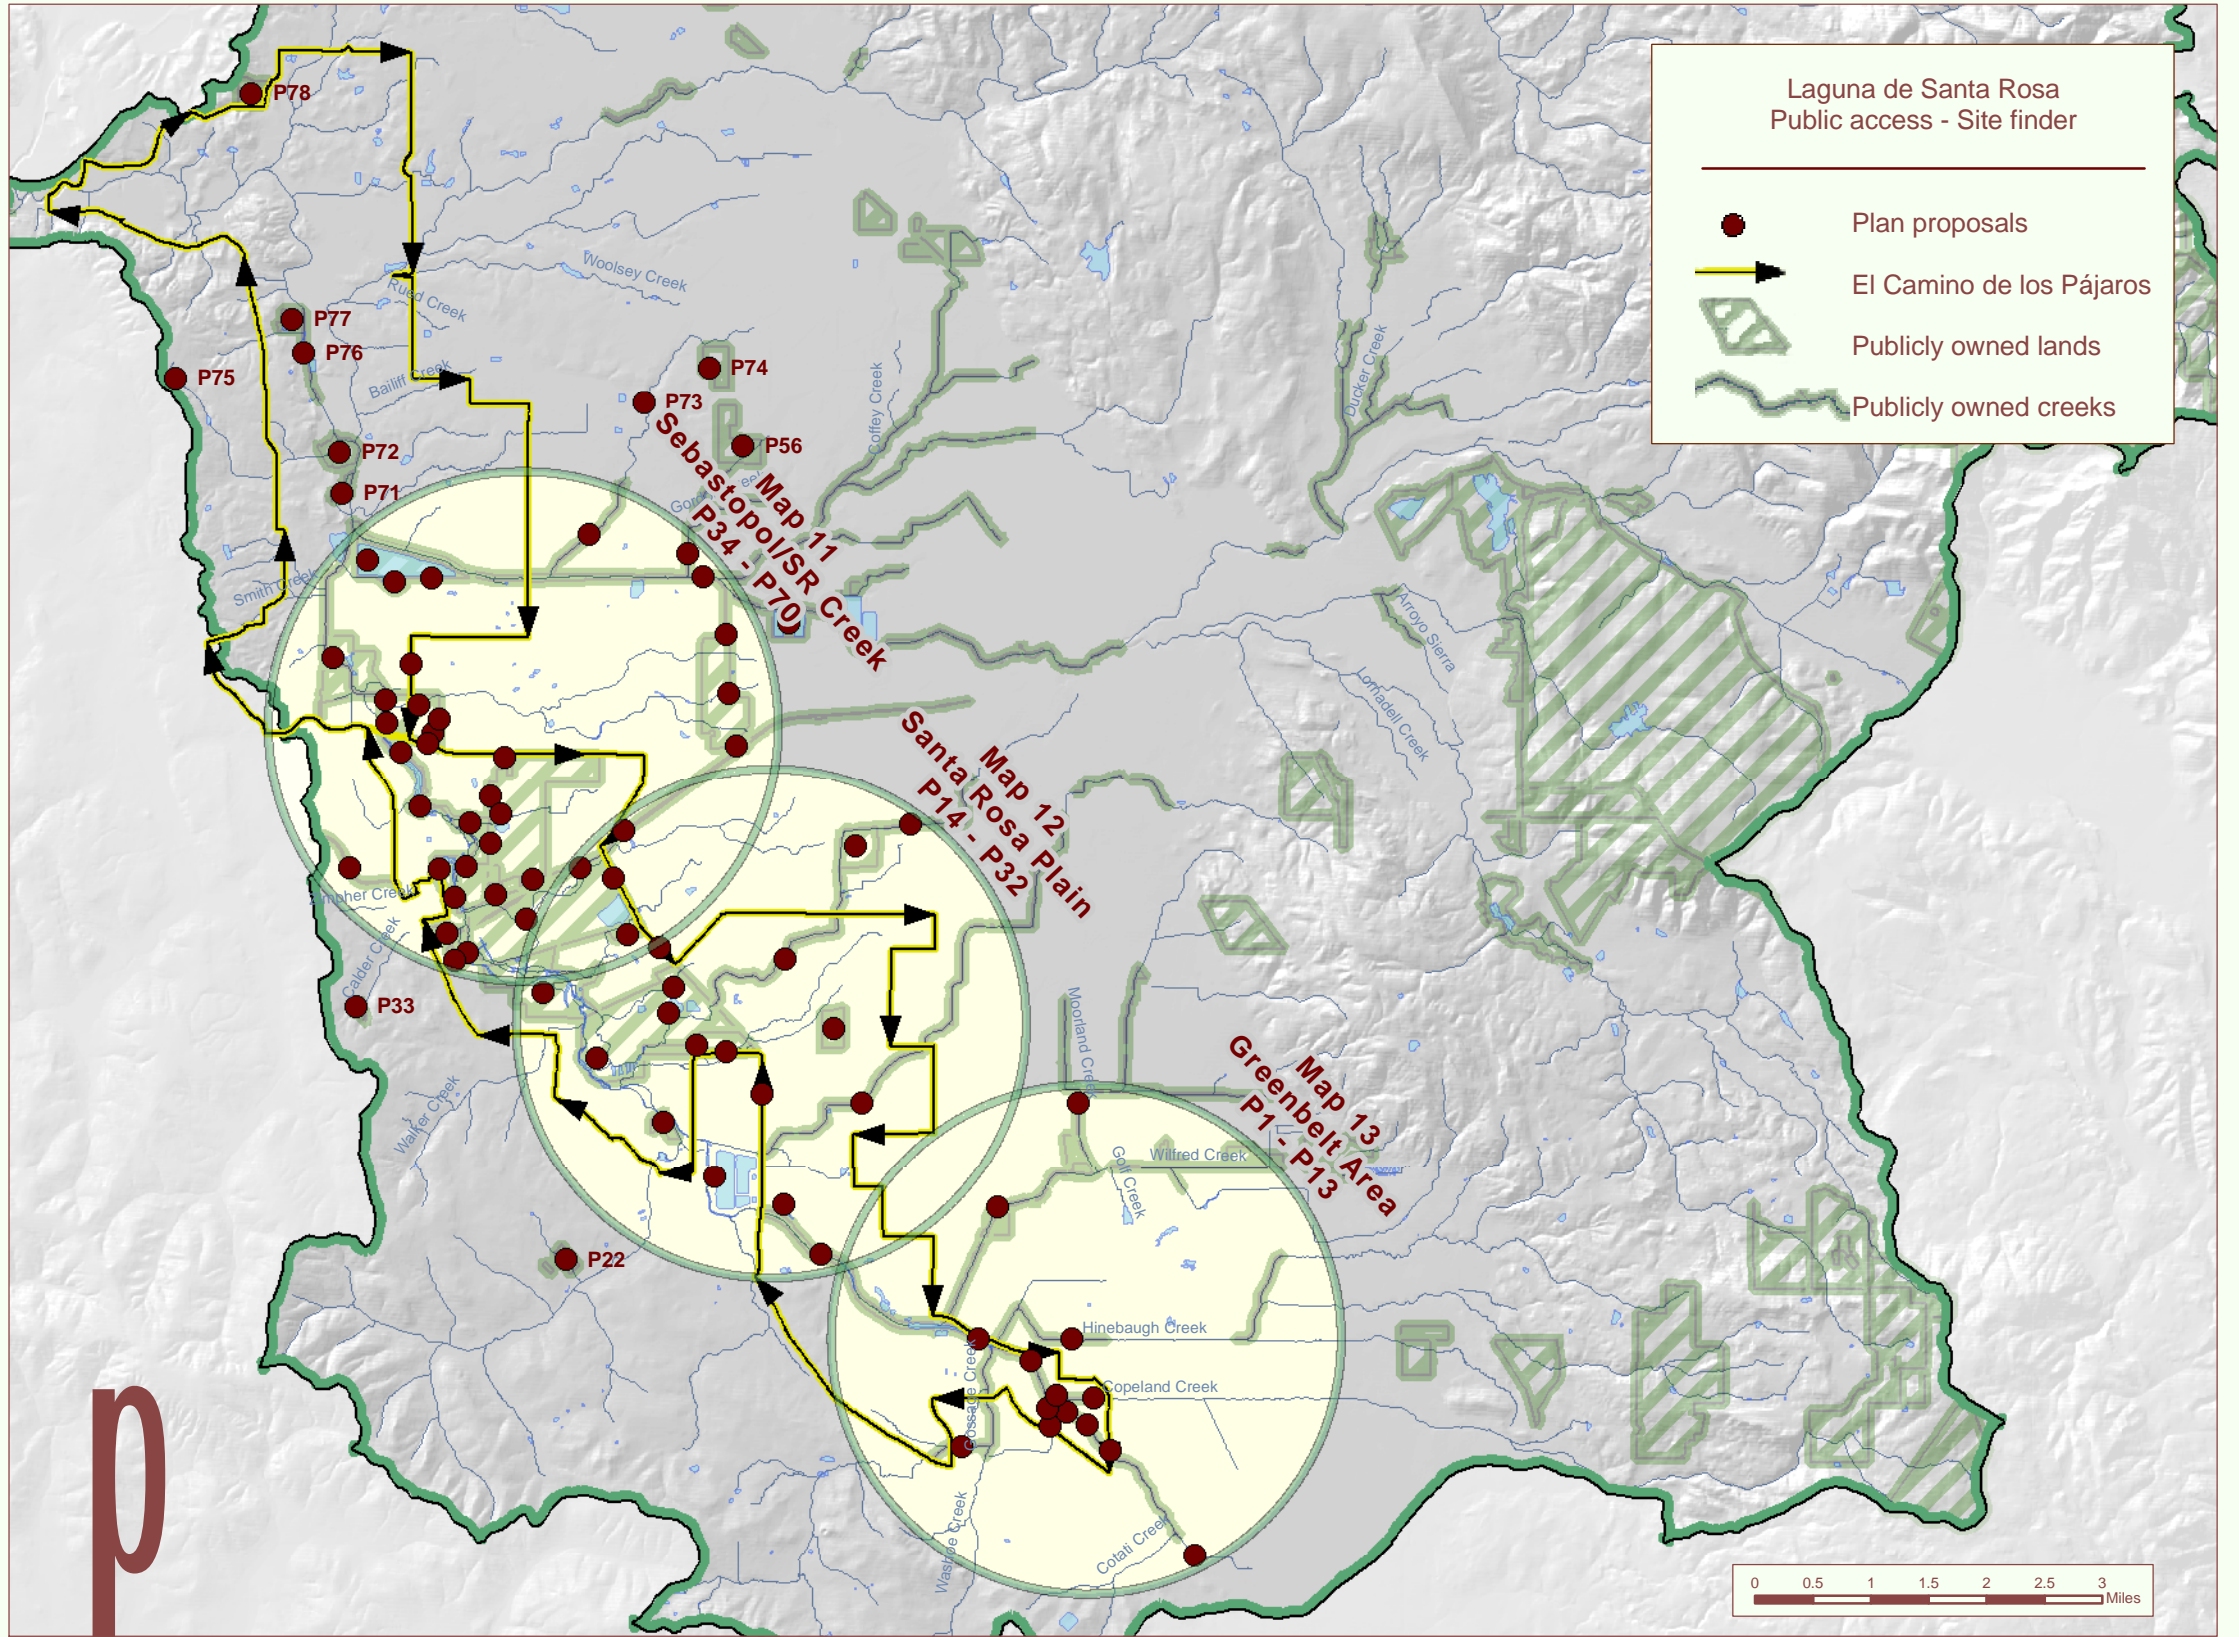 Laguna de Santa Rosa
Public access - Site finder
Plan proposals
El Camino de los Pájaros
Publicly owned lands
Publicly owned creeks
P78
Woolsey Creek
Rued Creek
P77
P76
P75
Bailiff Creek
P74
P73
P56
P72
P71
Coffey Creek
Ducker Creek
Map 11
Sebastopol/SR Creek
P34 - P70
Smith Creek
Arroyo Sierra
Lornadell Creek
Map 12
Santa Rosa Plain
P14 - P32
Calder Creek
P33
Moorland Creek
Map 13
Greenbelt Area
P1 - P13
Walker Creek
Wilfred Creek
Golf Creek
P22
Hinebaugh Creek
Gossage Creek
Copeland Creek
Washoe Creek
Cotati Creek
p
0 0.5 1 1.5 2 2.5 3
Miles